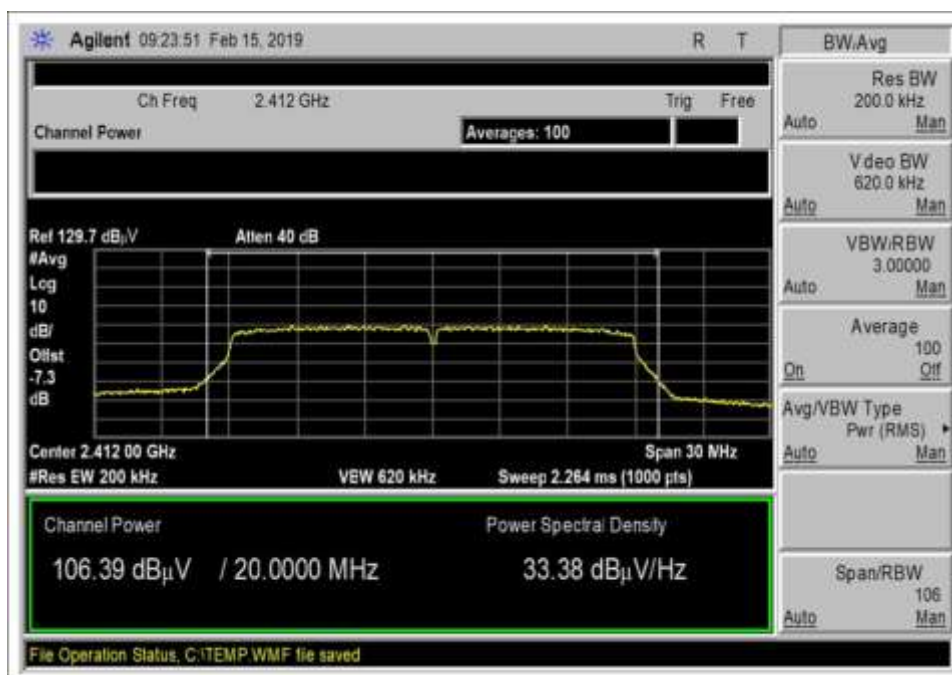 Agilent 09:23:51 Feb 15, 2019 R T
BW/Avg
Ch Freq 2.412 GHz Trig Free
Channel Power Averages: 100
Res BW
200.0 kHz
Auto Man
Video BW
620.0 kHz
Auto Man
VBW/RBW
3.00000
Auto Man
Average
100
On Off
Avg/VBW Type
Pwr (RMS)
Auto Man
Span/RBW
106
Auto Man
Ref 129.7 dBµV Atten 40 dB
#Avg
Log
10
dB/
Offst
-7.3
dB
Center 2.412 00 GHz Span 30 MHz
#Res BW 200 kHz VBW 620 kHz Sweep 2.264 ms (1000 pts)
Channel Power Power Spectral Density
106.39 dBµV / 20.0000 MHz 33.38 dBµV/Hz
File Operation Status, C:\TEMP.WMF file saved